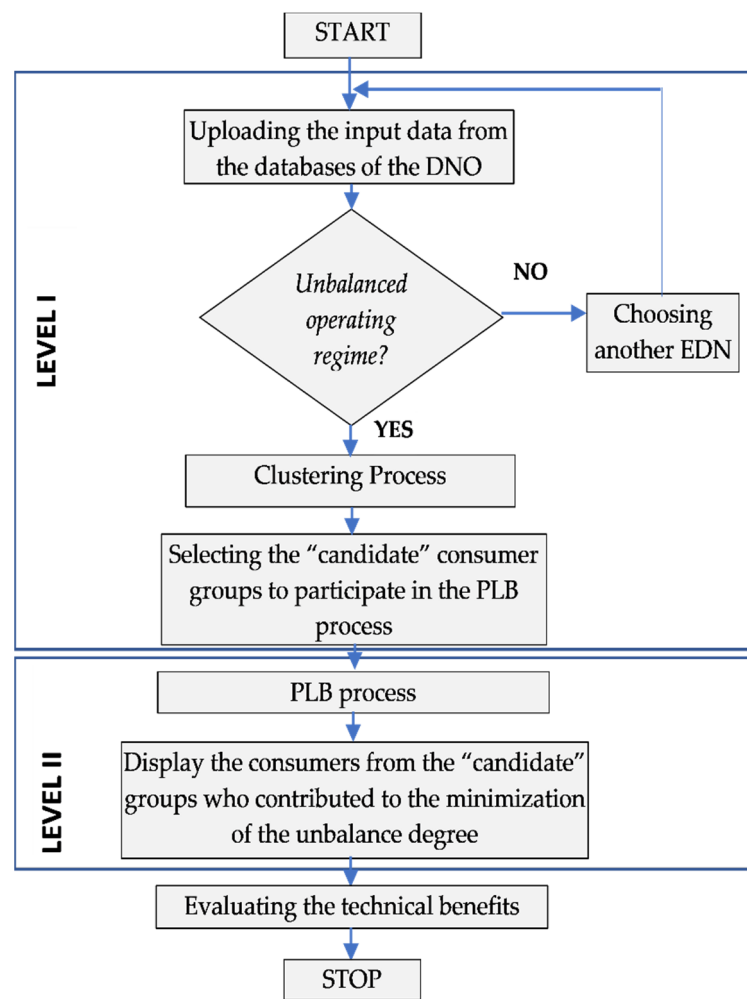 START
Uploading the input data from
the databases of the DNO
LEVEL I
Unbalanced
operating
regime?
NO
Choosing
another EDN
YES
Clustering Process
Selecting the “candidate” consumer
groups to participate in the PLB
process
LEVEL II
PLB process
Display the consumers from the “candidate”
groups who contributed to the minimization
of the unbalance degree
Evaluating the technical benefits
STOP